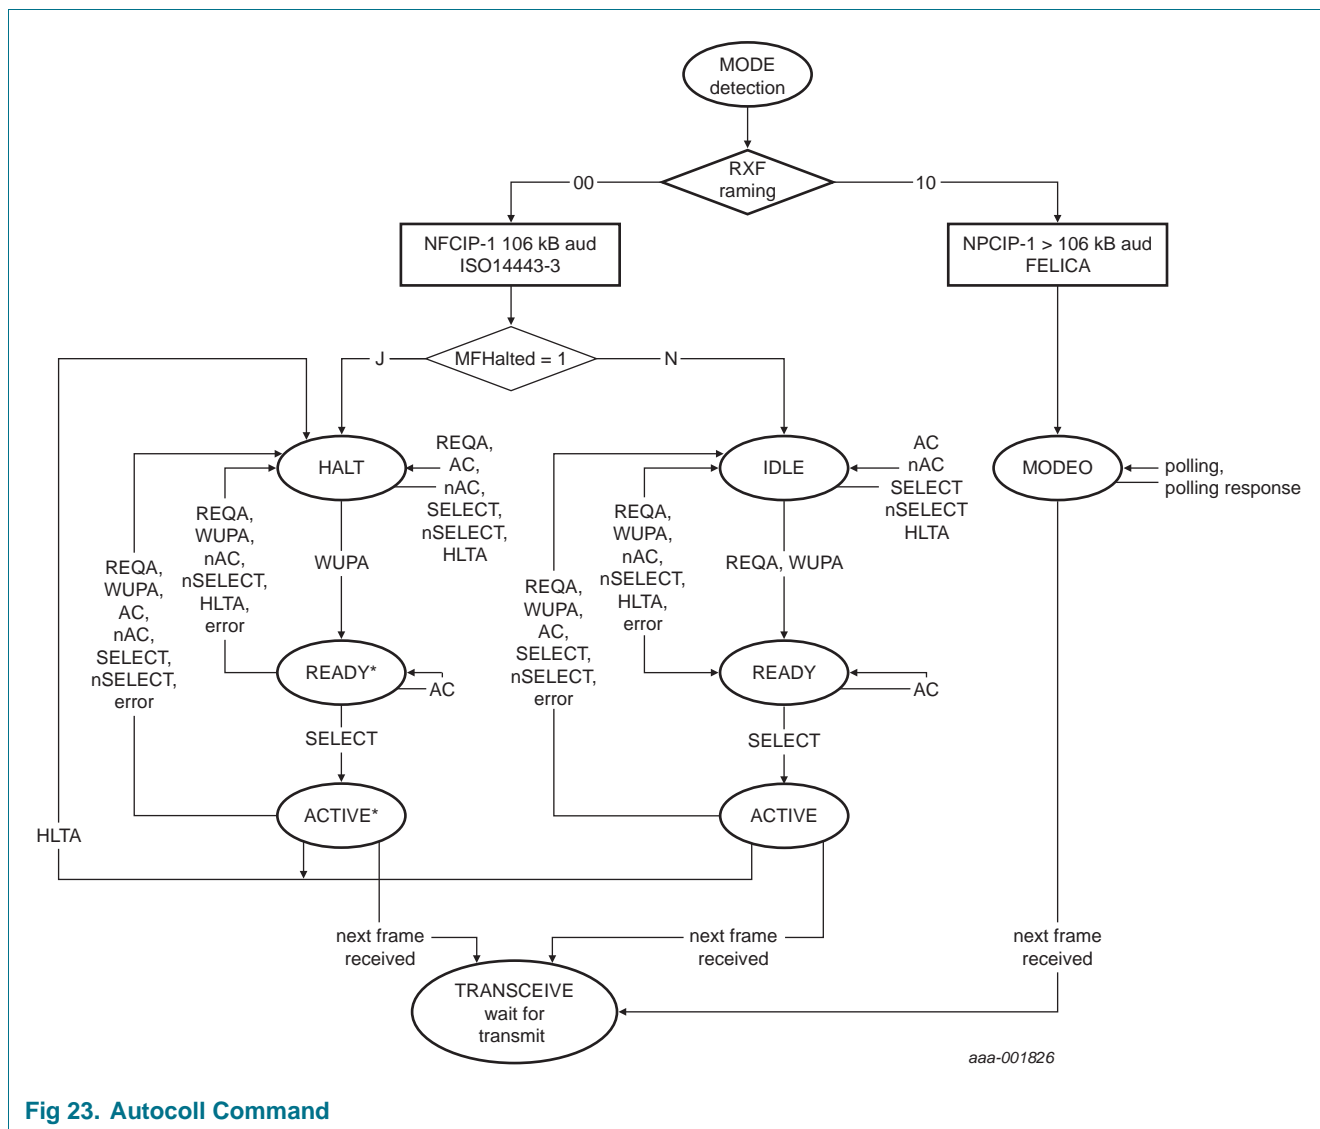 MODE
detection
RXF
raming
00
10
NFCIP-1 106 kB aud
ISO14443-3
NPCIP-1 > 106 kB aud
FELICA
J
MFHalted = 1
N
HALT
REQA,
AC,
nAC,
SELECT,
nSELECT,
HLTA
IDLE
AC
nAC
SELECT
nSELECT
HLTA
MODEO
polling,
polling response
REQA,
WUPA,
AC,
nAC,
SELECT,
nSELECT,
error
REQA,
WUPA,
nAC,
nSELECT,
HLTA,
error
WUPA
REQA,
WUPA,
AC,
SELECT,
nSELECT,
error
REQA,
WUPA,
nAC,
nSELECT,
HLTA,
error
REQA, WUPA
READY*
AC
READY
AC
SELECT
SELECT
ACTIVE*
ACTIVE
HLTA
next frame
received
next frame
received
next frame
received
TRANSCEIVE
wait for
transmit
aaa-001826
Fig 23. Autocoll Command